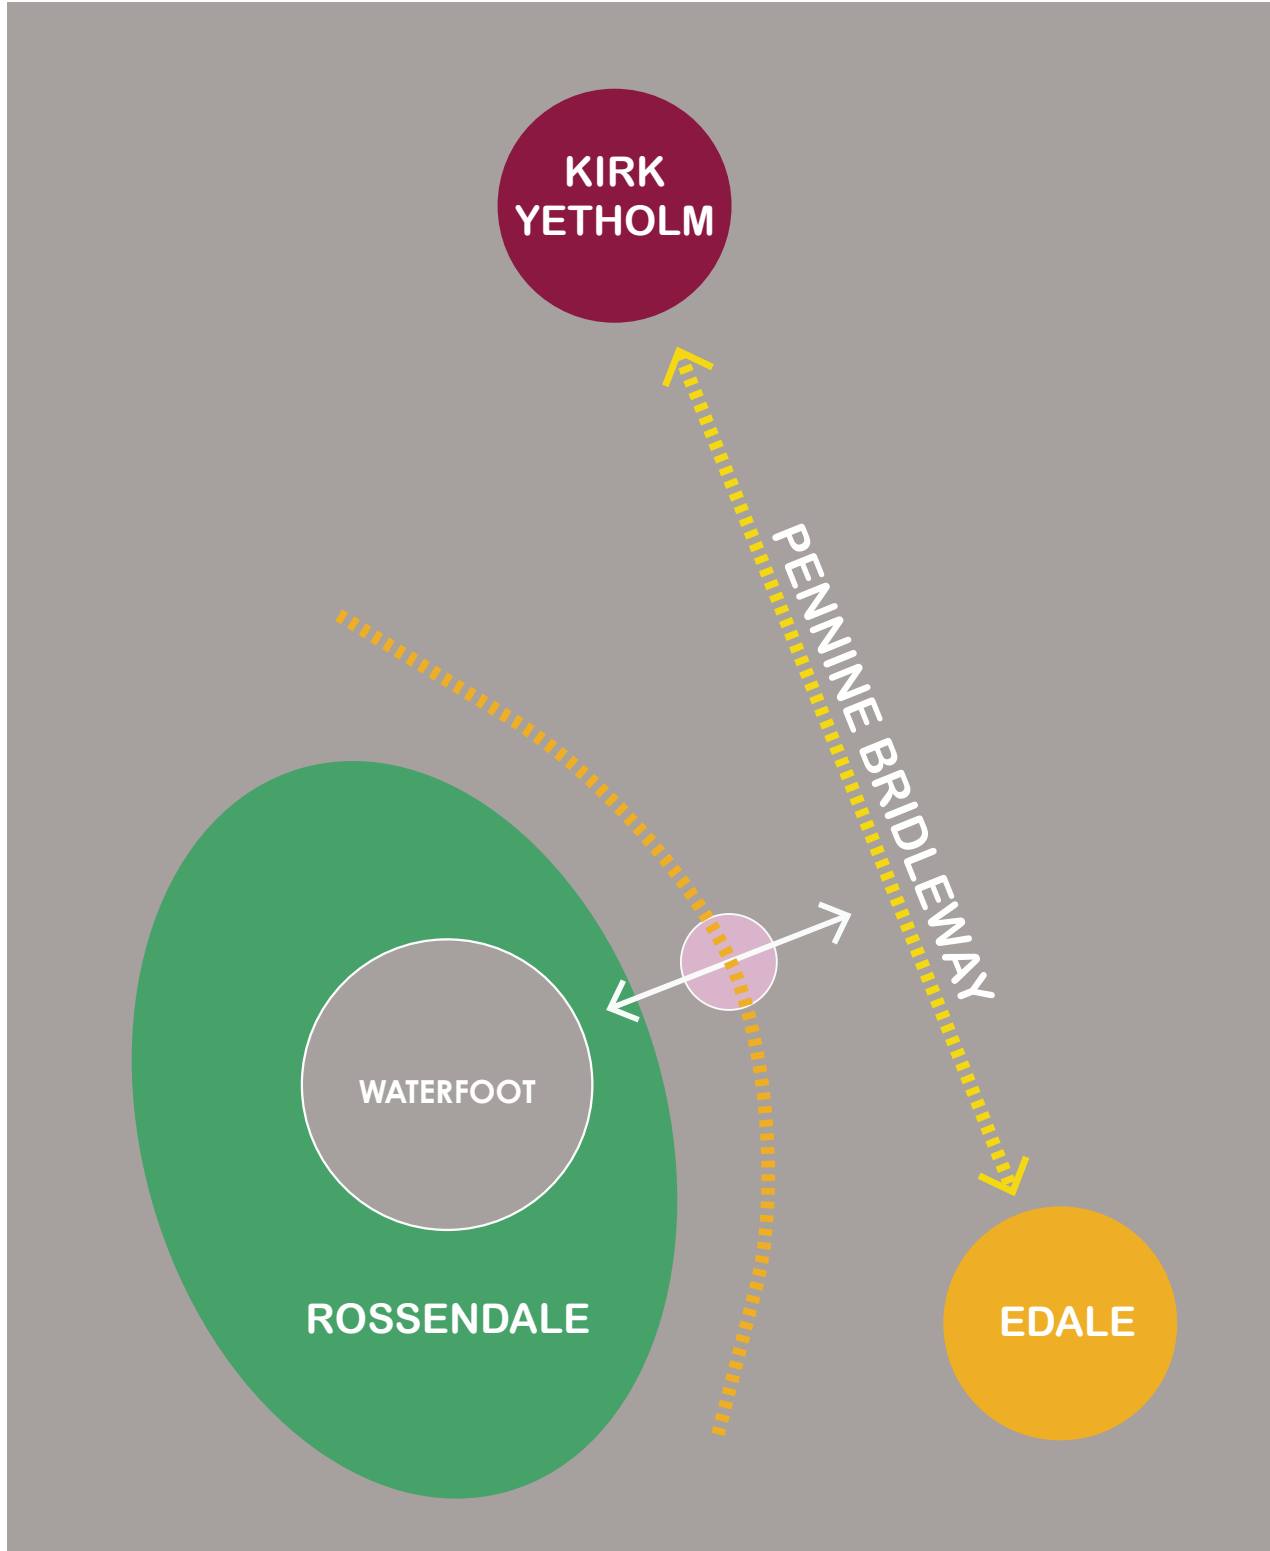 KIRK
YETHOLM
PENNINE BRIDLEWAY
WATERFOOT
ROSSENDALE
EDALE